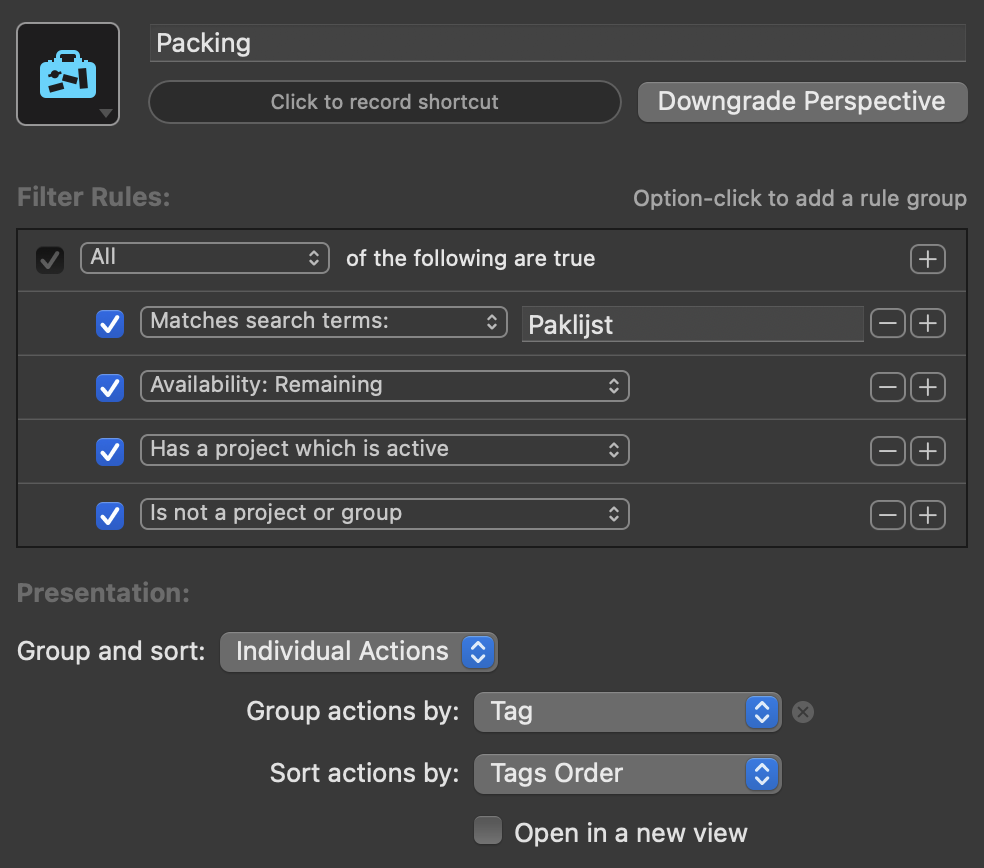 Packing
Click to record shortcut
Downgrade Perspective
Filter Rules:
Option-click to add a rule group
All of the following are true
Matches search terms: Paklijst
Availability: Remaining
Has a project which is active
Is not a project or group
Presentation:
Group and sort: Individual Actions
Group actions by: Tag
Sort actions by: Tags Order
Open in a new view